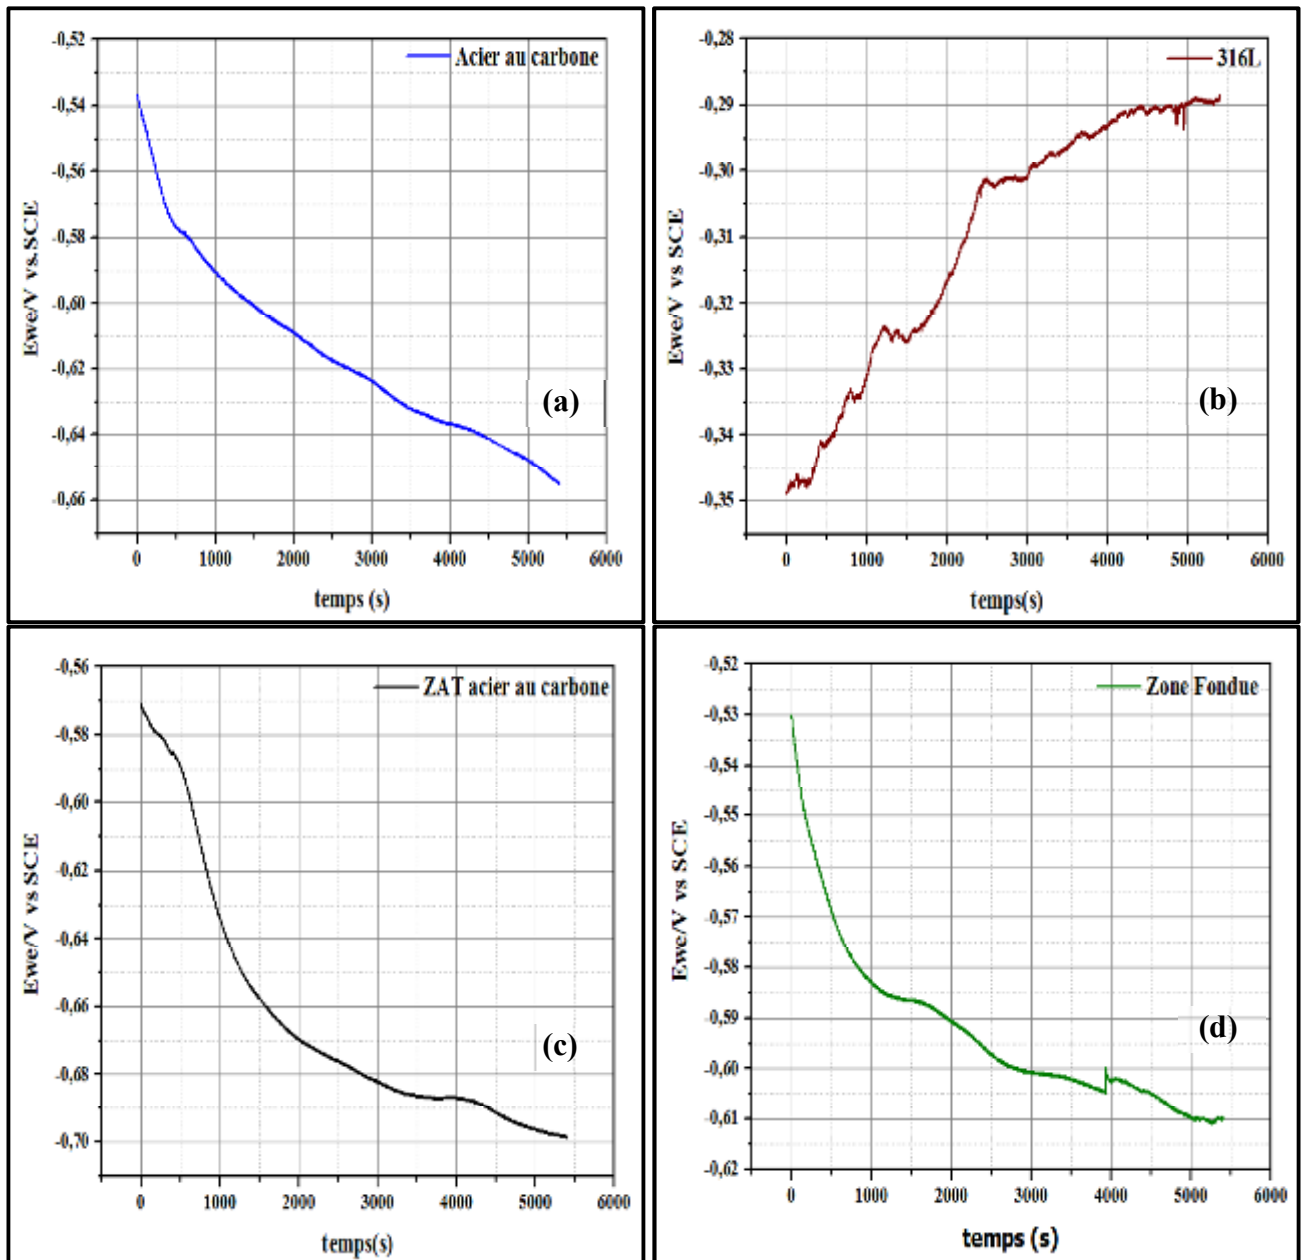 -0,52
-0,54
-0,56
-0,58
-0,60
-0,62
-0,64
-0,66
Ewe/V vs.SCE
Acier au carbone
(a)
0 1000 2000 3000 4000 5000 6000
temps (s)
-0,28
-0,29
-0,30
-0,31
-0,32
-0,33
-0,34
-0,35
Ewe/V vs SCE
316L
(b)
0 1000 2000 3000 4000 5000 6000
temps(s)
-0,56
-0,58
-0,60
-0,62
-0,64
-0,66
-0,68
-0,70
Ewe/V vs SCE
ZAT acier au carbone
(c)
0 1000 2000 3000 4000 5000 6000
temps(s)
-0,52
-0,53
-0,54
-0,55
-0,56
-0,57
-0,58
-0,59
-0,60
-0,61
-0,62
Ewe/V vs SCE
Zone Fondue
(d)
0 1000 2000 3000 4000 5000 6000
temps (s)